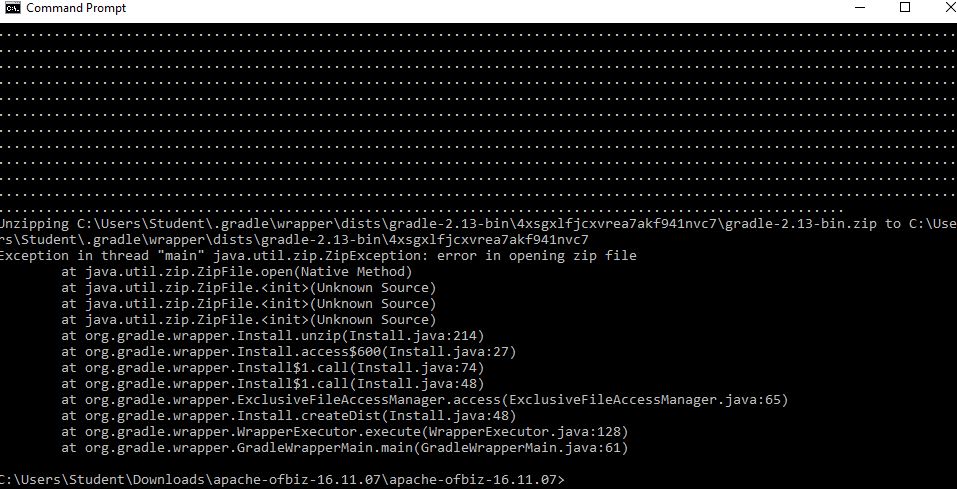 Command Prompt
................................................................................................................................
................................................................................................................................
................................................................................................................................
................................................................................................................................
................................................................................................................................
................................................................................................................................
................................................................................................................................
................................................................................................................................
................................................................................................................................
................................................................................................................................
................................................................................................................................
..........................................................................................................
Unzipping C:\Users\Student\.gradle\wrapper\dists\gradle-2.13-bin\4xsgxlfjcxvrea7akf941nvc7\gradle-2.13-bin.zip to C:\Use
rs\Student\.gradle\wrapper\dists\gradle-2.13-bin\4xsgxlfjcxvrea7akf941nvc7
Exception in thread "main" java.util.zip.ZipException: error in opening zip file
at java.util.zip.ZipFile.open(Native Method)
at java.util.zip.ZipFile.<init>(Unknown Source)
at java.util.zip.ZipFile.<init>(Unknown Source)
at java.util.zip.ZipFile.<init>(Unknown Source)
at org.gradle.wrapper.Install.unzip(Install.java:214)
at org.gradle.wrapper.Install.access$600(Install.java:27)
at org.gradle.wrapper.Install$1.call(Install.java:74)
at org.gradle.wrapper.Install$1.call(Install.java:48)
at org.gradle.wrapper.ExclusiveFileAccessManager.access(ExclusiveFileAccessManager.java:65)
at org.gradle.wrapper.Install.createDist(Install.java:48)
at org.gradle.wrapper.WrapperExecutor.execute(WrapperExecutor.java:128)
at org.gradle.wrapper.GradleWrapperMain.main(GradleWrapperMain.java:61)
C:\Users\Student\Downloads\apache-ofbiz-16.11.07\apache-ofbiz-16.11.07>